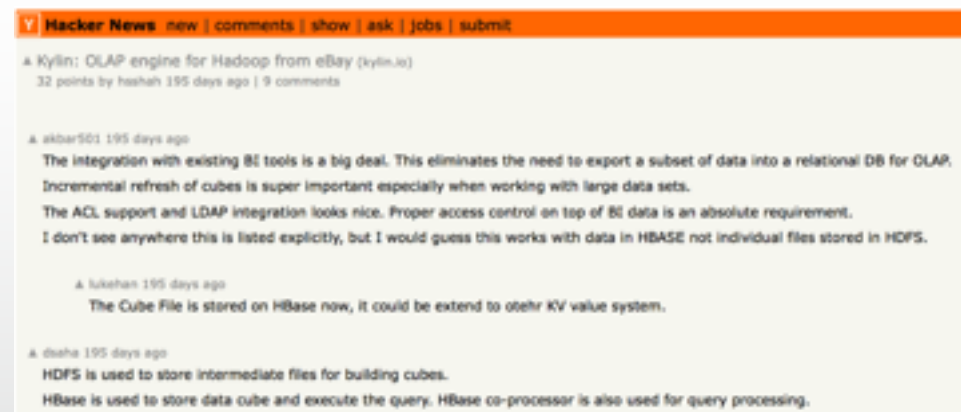 Y Hacker News new | comments | show | ask | jobs | submit
▲ Kylin: OLAP engine for Hadoop from eBay (kylin.io)
32 points by hashah 195 days ago | 9 comments
▲ akbar501 195 days ago
The integration with existing BI tools is a big deal. This eliminates the need to export a subset of data into a relational DB for OLAP.
Incremental refresh of cubes is super important especially when working with large data sets.
The ACL support and LDAP integration looks nice. Proper access control on top of BI data is an absolute requirement.
I don't see anywhere this is listed explicitly, but I would guess this works with data in HBASE not individual files stored in HDFS.
▲ lukehan 195 days ago
The Cube File is stored on HBase now, it could be extend to otehr KV value system.
▲ dsaha 195 days ago
HDFS is used to store intermediate files for building cubes.
HBase is used to store data cube and execute the query. HBase co-processor is also used for query processing.